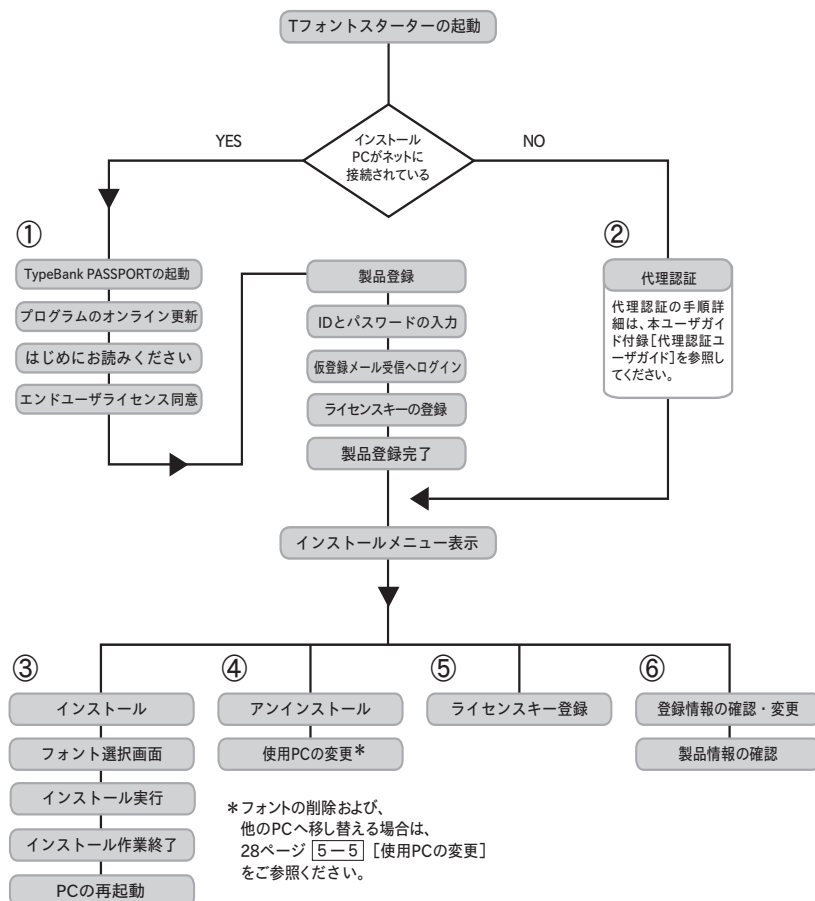 Tフォントスターターの起動
インストール
PCがネットに
接続されている
YES
NO
①
TypeBank PASSPORTの起動
プログラムのオンライン更新
はじめにお読みください
エンドユーザライセンス同意
製品登録
IDとパスワードの入力
仮登録メール受信へログイン
ライセンスキーの登録
製品登録完了
②
代理認証
代理認証の手順詳
細は、本ユーザガイ
ド付録[代理認証ユ
ーザガイド]を参照し
てください。
インストールメニュー表示
③
インストール
フォント選択画面
インストール実行
インストール作業終了
PCの再起動
④
アンインストール
使用PCの変更*
*フォントの削除および、
他のPCへ移し替える場合は、
28ページ 5-5 [使用PCの変更]
をご参照ください。
⑤
ライセンスキー登録
⑥
登録情報の確認・変更
製品情報の確認